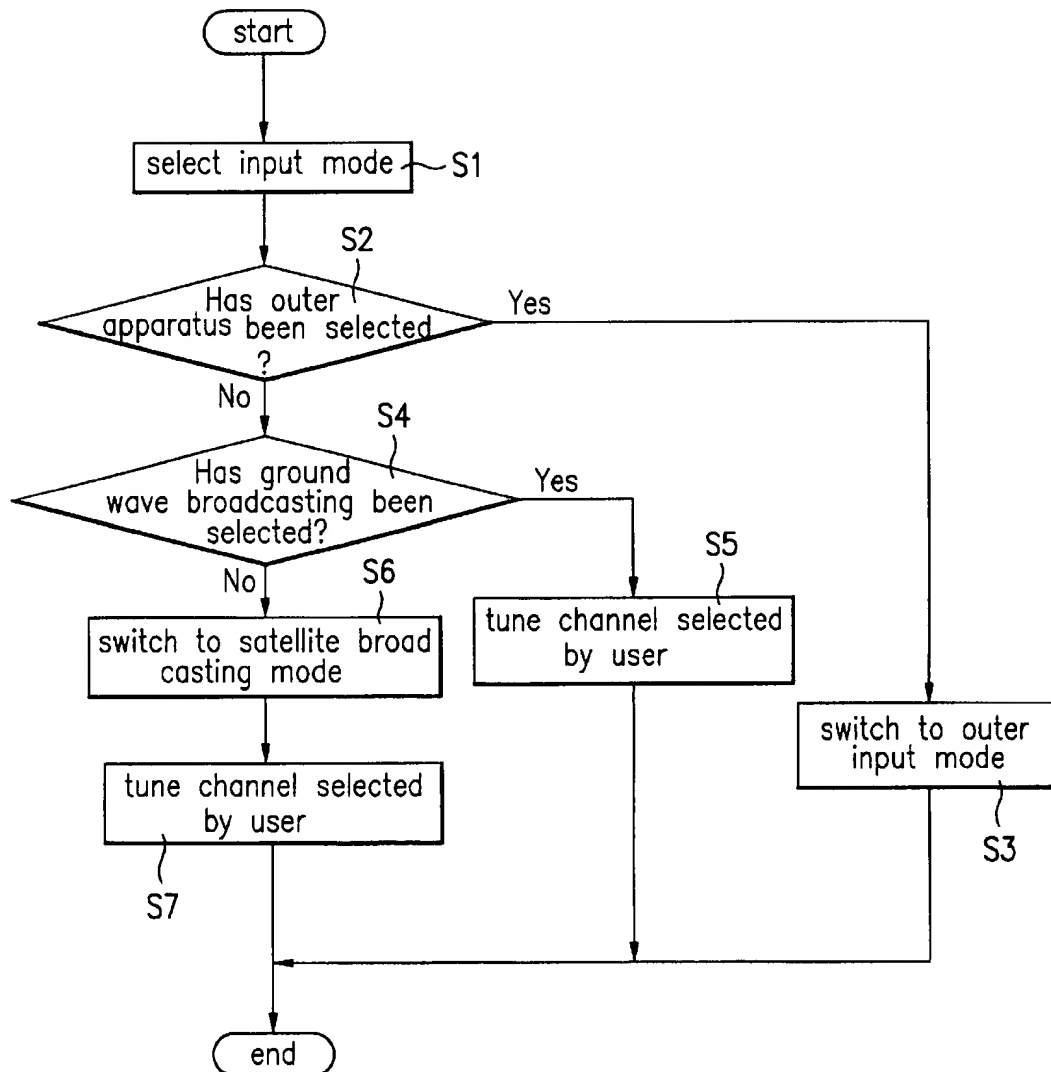 start
select input mode
S1
S2
Has outer
apparatus been selected
?
Yes
No
S4
Has ground
wave broadcasting been
selected?
Yes
No
S6
S5
switch to satellite broad
casting mode
tune channel selected
by user
switch to outer
input mode
S3
tune channel selected
by user
S7
end